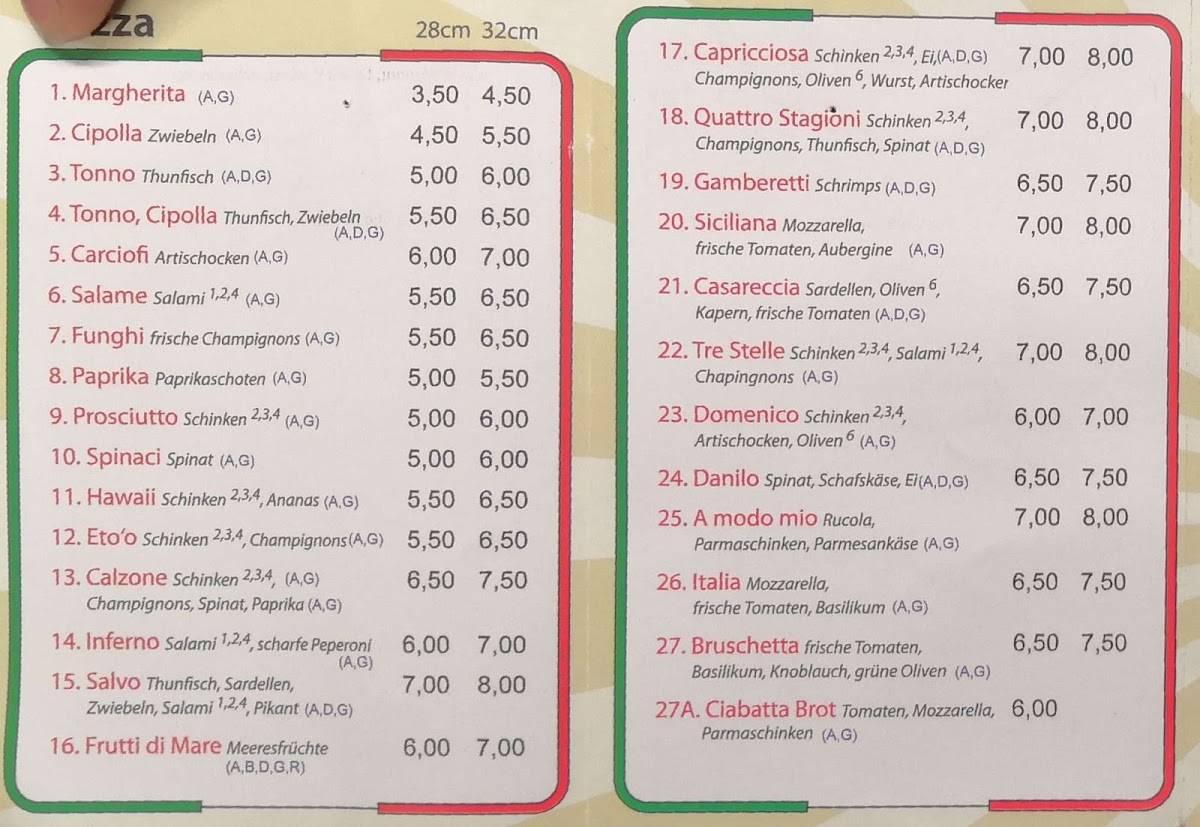 zza 28cm 32cm
1. Margherita (A,G) 3,50 4,50
2. Cipolla Zwiebeln (A,G) 4,50 5,50
3. Tonno Thunfisch (A,D,G) 5,00 6,00
4. Tonno, Cipolla Thunfisch, Zwiebeln 5,50 6,50
(A,D,G)
5. Carciofi Artischocken (A,G) 6,00 7,00
6. Salame Salami 1,2,4 (A,G) 5,50 6,50
7. Funghi frische Champignons (A,G) 5,50 6,50
8. Paprika Paprikaschoten (A,G) 5,00 5,50
9. Prosciutto Schinken 2,3,4 (A,G) 5,00 6,00
10. Spinaci Spinat (A,G) 5,00 6,00
11. Hawaii Schinken 2,3,4, Ananas (A,G) 5,50 6,50
12. Eto‘o Schinken 2,3,4, Champignons(A,G) 5,50 6,50
13. Calzone Schinken 2,3,4, (A,G) 6,50 7,50
Champignons, Spinat, Paprika (A,G)
14. Inferno Salami 1,2,4, scharfe Peperoni 6,00 7,00
(A,G)
15. Salvo Thunfisch, Sardellen, 7,00 8,00
Zwiebeln, Salami 1,2,4, Pikant (A,D,G)
16. Frutti di Mare Meeresfrüchte 6,00 7,00
(A,B,D,G,R)
17. Capricciosa Schinken 2,3,4, Ei,(A,D,G) 7,00 8,00
Champignons, Oliven 6, Wurst, Artischocker
18. Quattro Stagioni Schinken 2,3,4, 7,00 8,00
Champignons, Thunfisch, Spinat (A,D,G)
19. Gamberetti Schrimps (A,D,G) 6,50 7,50
20. Siciliana Mozzarella, 7,00 8,00
frische Tomaten, Aubergine (A,G)
21. Casareccia Sardellen, Oliven 6, 6,50 7,50
Kapern, frische Tomaten (A,D,G)
22. Tre Stelle Schinken 2,3,4, Salami 1,2,4, 7,00 8,00
Chapingnons (A,G)
23. Domenico Schinken 2,3,4, 6,00 7,00
Artischocken, Oliven 6 (A,G)
24. Danilo Spinat, Schafskäse, Ei(A,D,G) 6,50 7,50
25. A modo mio Rucola, 7,00 8,00
Parmaschinken, Parmesankäse (A,G)
26. Italia Mozzarella, 6,50 7,50
frische Tomaten, Basilikum (A,G)
27. Bruschetta frische Tomaten, 6,50 7,50
Basilikum, Knoblauch, grüne Oliven (A,G)
27A. Ciabatta Brot Tomaten, Mozzarella, 6,00
Parmaschinken (A,G)